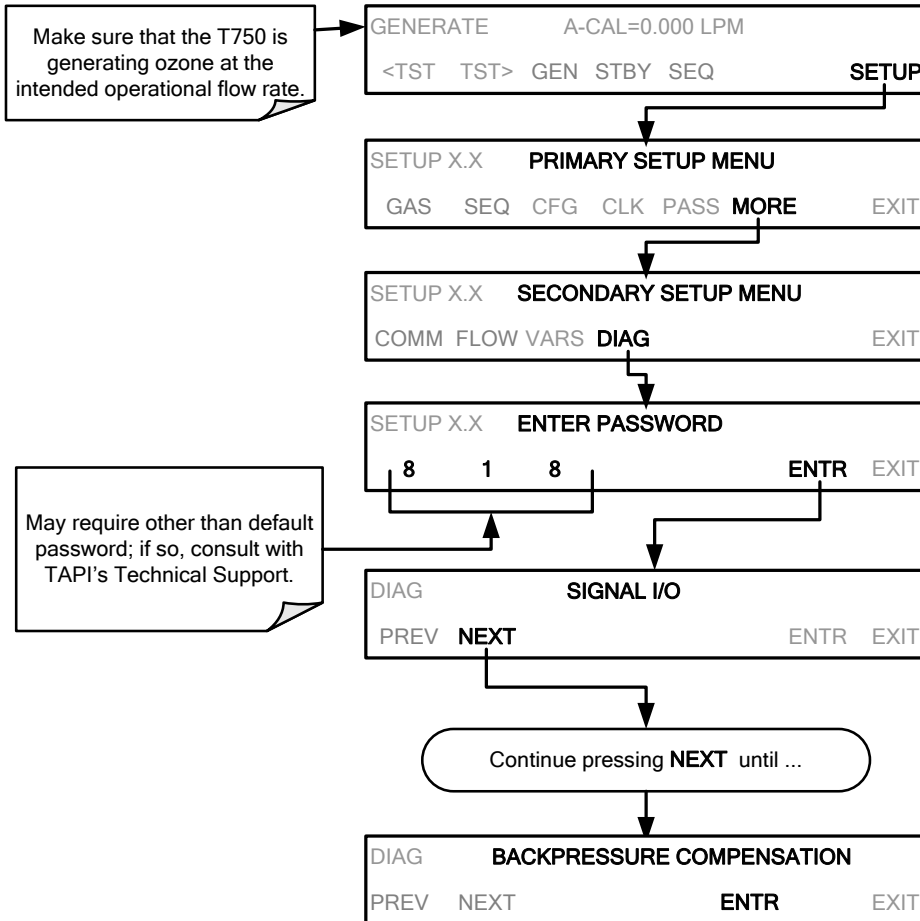 Make sure that the T750 is
generating ozone at the
intended operational flow rate.
GENERATE A-CAL=0.000 LPM
<TST TST> GEN STBY SEQ SETUP
SETUP X.X PRIMARY SETUP MENU
GAS SEQ CFG CLK PASS MORE EXIT
SETUP X.X SECONDARY SETUP MENU
COMM FLOW VARS DIAG EXIT
SETUP X.X ENTER PASSWORD
8 1 8 ENTR EXIT
May require other than default
password; if so, consult with
TAPI's Technical Support.
DIAG SIGNAL I/O
PREV NEXT ENTR EXIT
Continue pressing NEXT until ...
DIAG BACKPRESSURE COMPENSATION
PREV NEXT ENTR EXIT